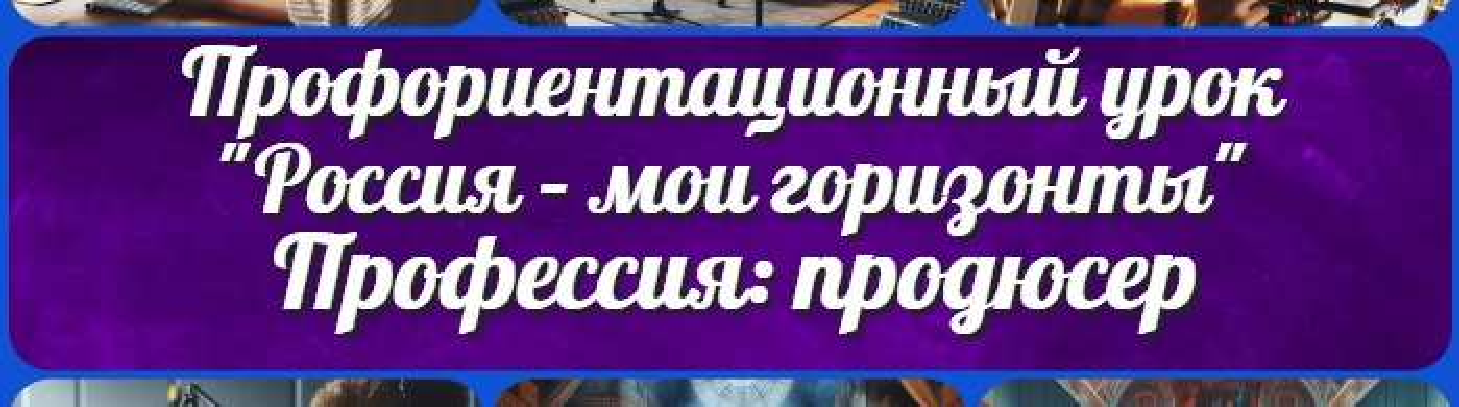 Профориентационный урок
"Россия - мои горизонты"
Профессия: продюсер